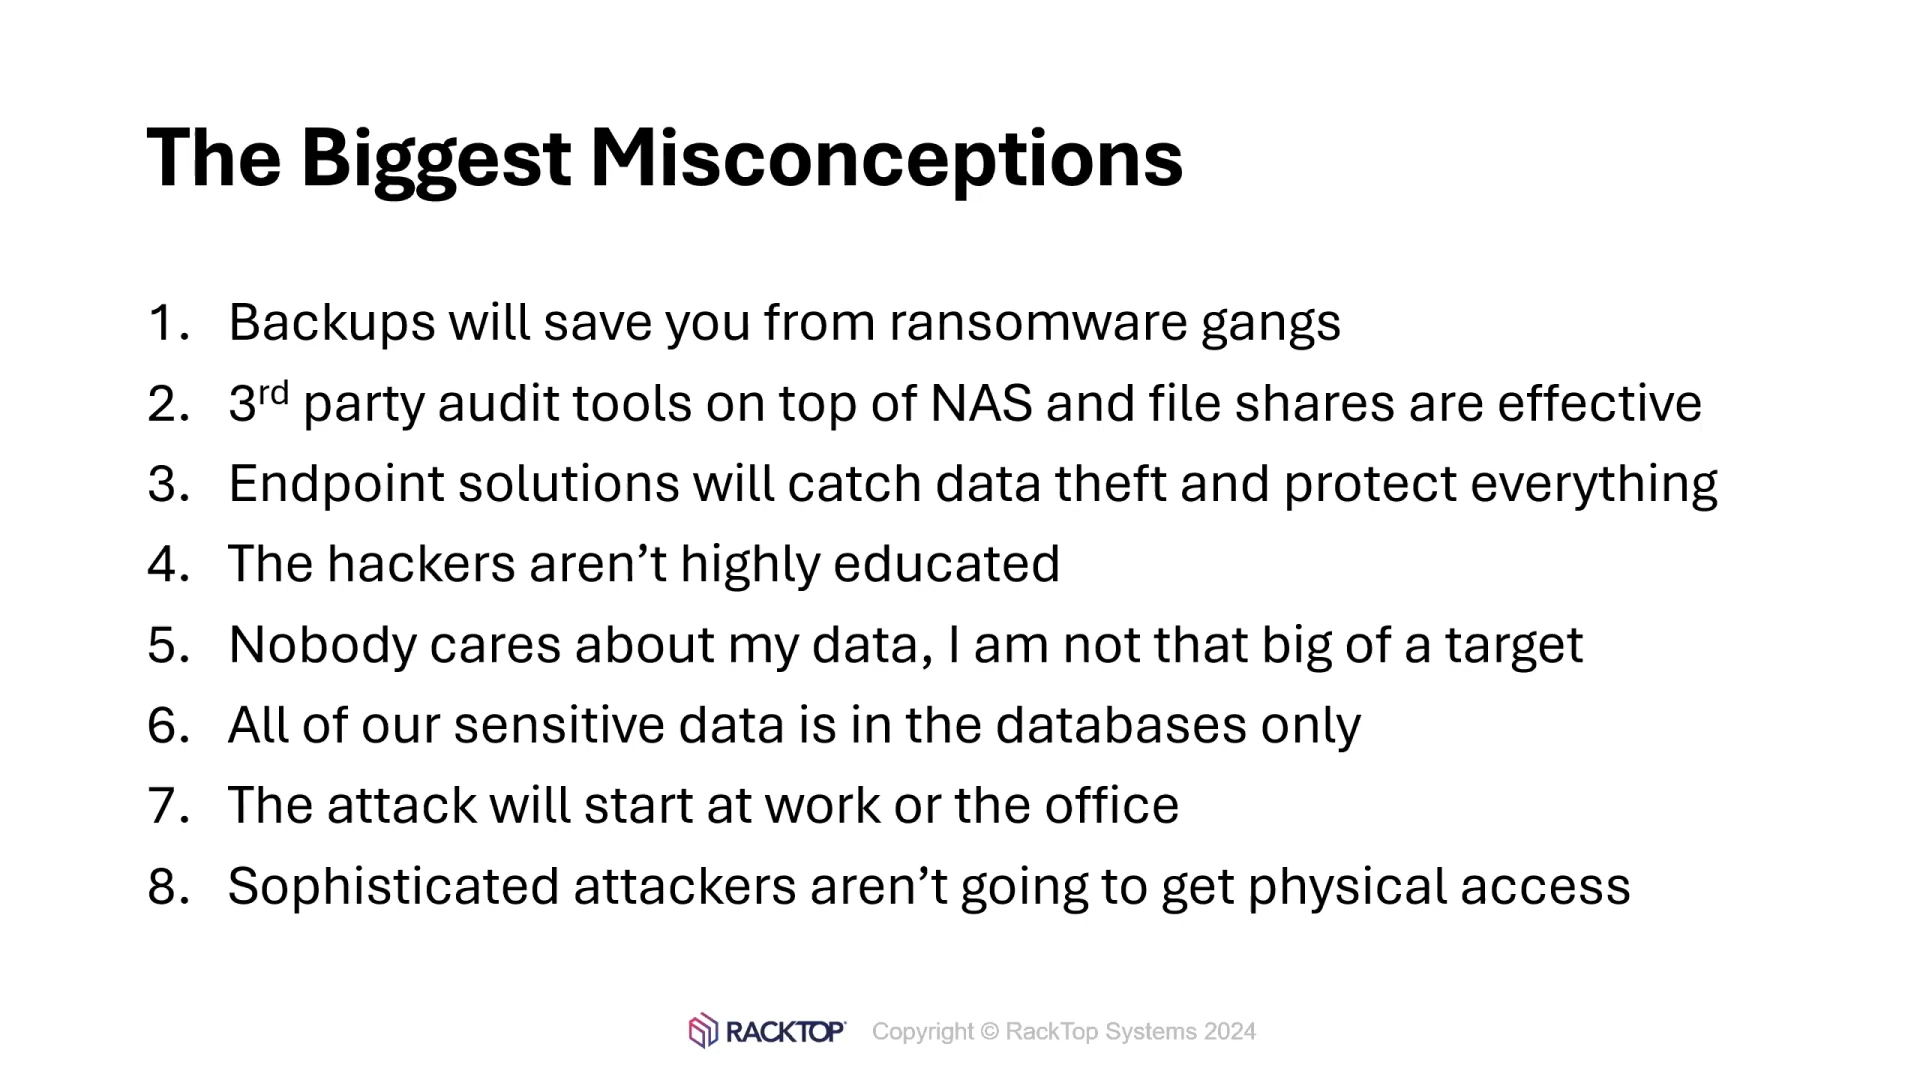 The Biggest Misconceptions
1. Backups will save you from ransomware gangs
2. 3rd party audit tools on top of NAS and file shares are effective
3. Endpoint solutions will catch data theft and protect everything
4. The hackers aren’t highly educated
5. Nobody cares about my data, I am not that big of a target
6. All of our sensitive data is in the databases only
7. The attack will start at work or the office
8. Sophisticated attackers aren’t going to get physical access
RACKTOP Copyright © RackTop Systems 2024